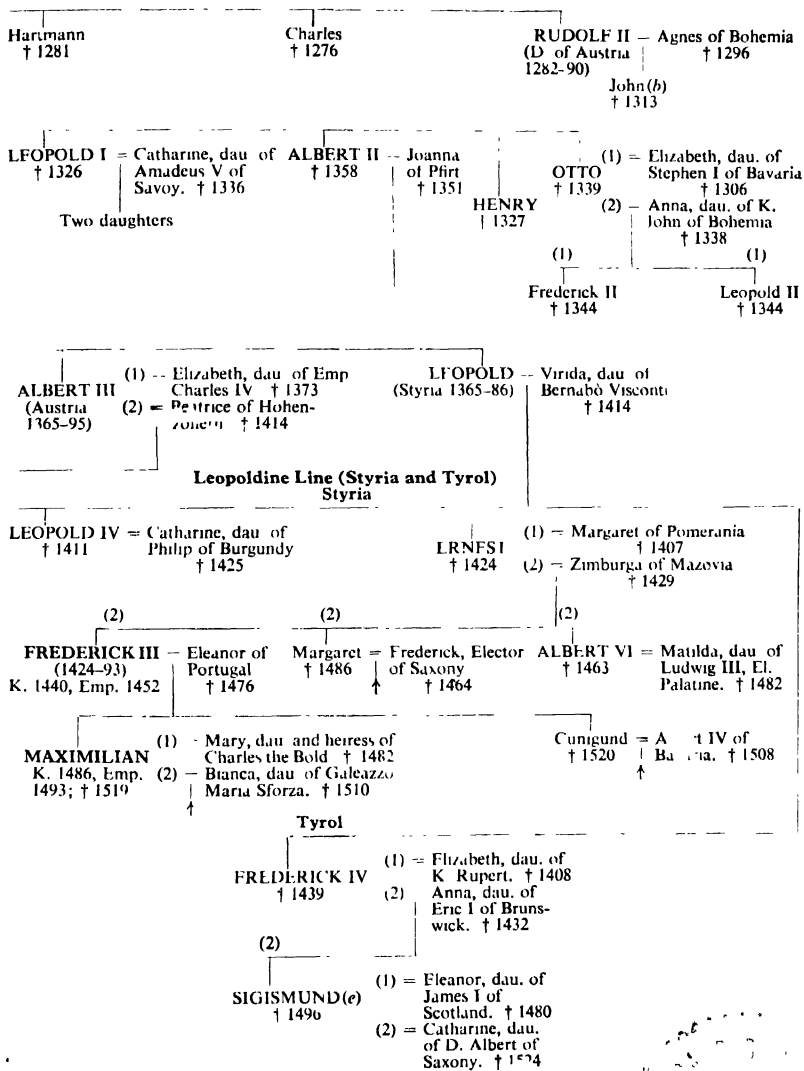 Hartmann
† 1281
Charles
† 1276
RUDOLF II – Agnes of Bohemia
(D of Austria
1282–90)
† 1296
John (b)
† 1313
LEOPOLD I = Catharine, dau of
† 1326
Amadeus V of
Savoy. † 1336
Two daughters
ALBERT II -- Joanna
† 1358
of Pfirt
† 1351
HENRY
† 1327
OTTO
† 1339
(1) = Elizabeth, dau. of
Stephen I of Bavaria
† 1306
(2) – Anna, dau. of K.
John of Bohemia
† 1338
(1) (1)
Frederick II
† 1344
Leopold II
† 1344
ALBERT III
(Austria
1365–95)
(1) -- Elizabeth, dau of Emp
Charles IV † 1373
(2) = of Hohen-
† 1414
LEOPOLD -- Virida, dau of
(Styria 1365–86)
Bernabò Visconti
† 1414
Leopoldine Line (Styria and Tyrol)
Styria
LEOPOLD IV = Catharine, dau of
† 1411
Philip of Burgundy
† 1425
ERNEST
† 1424
(1) = Margaret of Pomerania
† 1407
(2) = Zimburga of Mazovia
† 1429
(2) (2) (2)
FREDERICK III – Eleanor of
(1424–93)
K. 1440, Emp. 1452
Portugal
† 1476
Margaret = Frederick, Elector
† 1486
of Saxony
† 1464
ALBERT VI = Matilda, dau of
† 1463
Ludwig III, El.
Palatine. † 1482
MAXIMILIAN
K. 1486, Emp.
1493; † 1519
(1) - Mary, dau and heiress of
Charles the Bold † 1482
(2) – Bianca, dau of Galeazzo
Maria Sforza. † 1510
Cunigund = IV of
† 1520
† 1508
Tyrol
FREDERICK IV
† 1439
(1) = Elizabeth, dau. of
K Rupert. † 1408
(2) Anna, dau. of
Eric I of Bruns-
wick. † 1432
(2)
SIGISMUND (e)
† 1496
(1) = Eleanor, dau. of
James I of
Scotland. † 1480
(2) = Catharine, dau.
of D. Albert of
Saxony. †